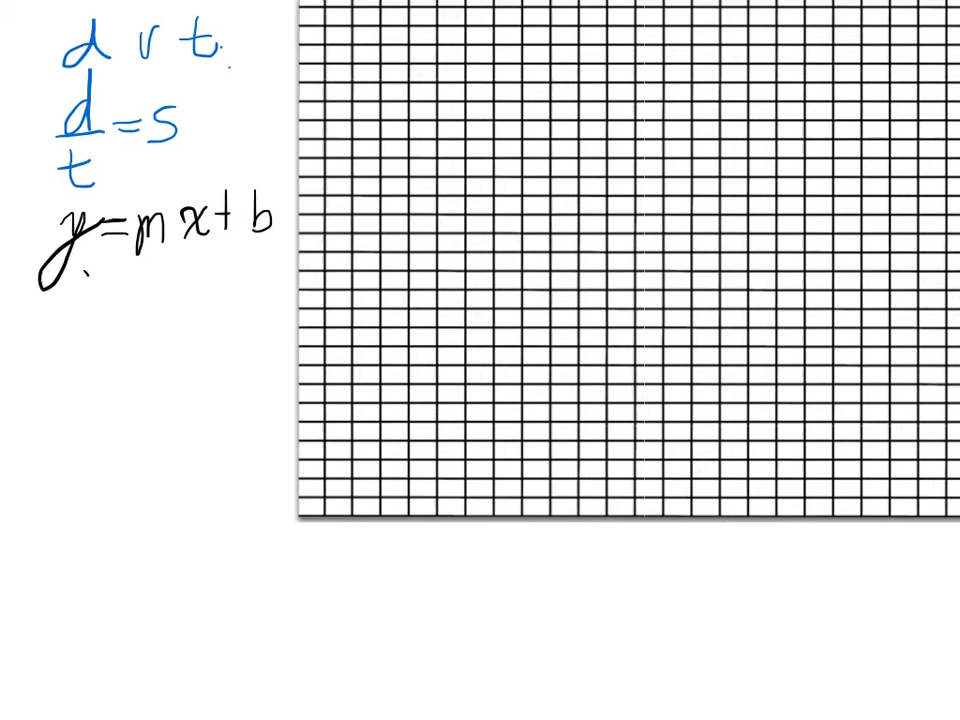 d v t.
d
t = s
y = mx + b